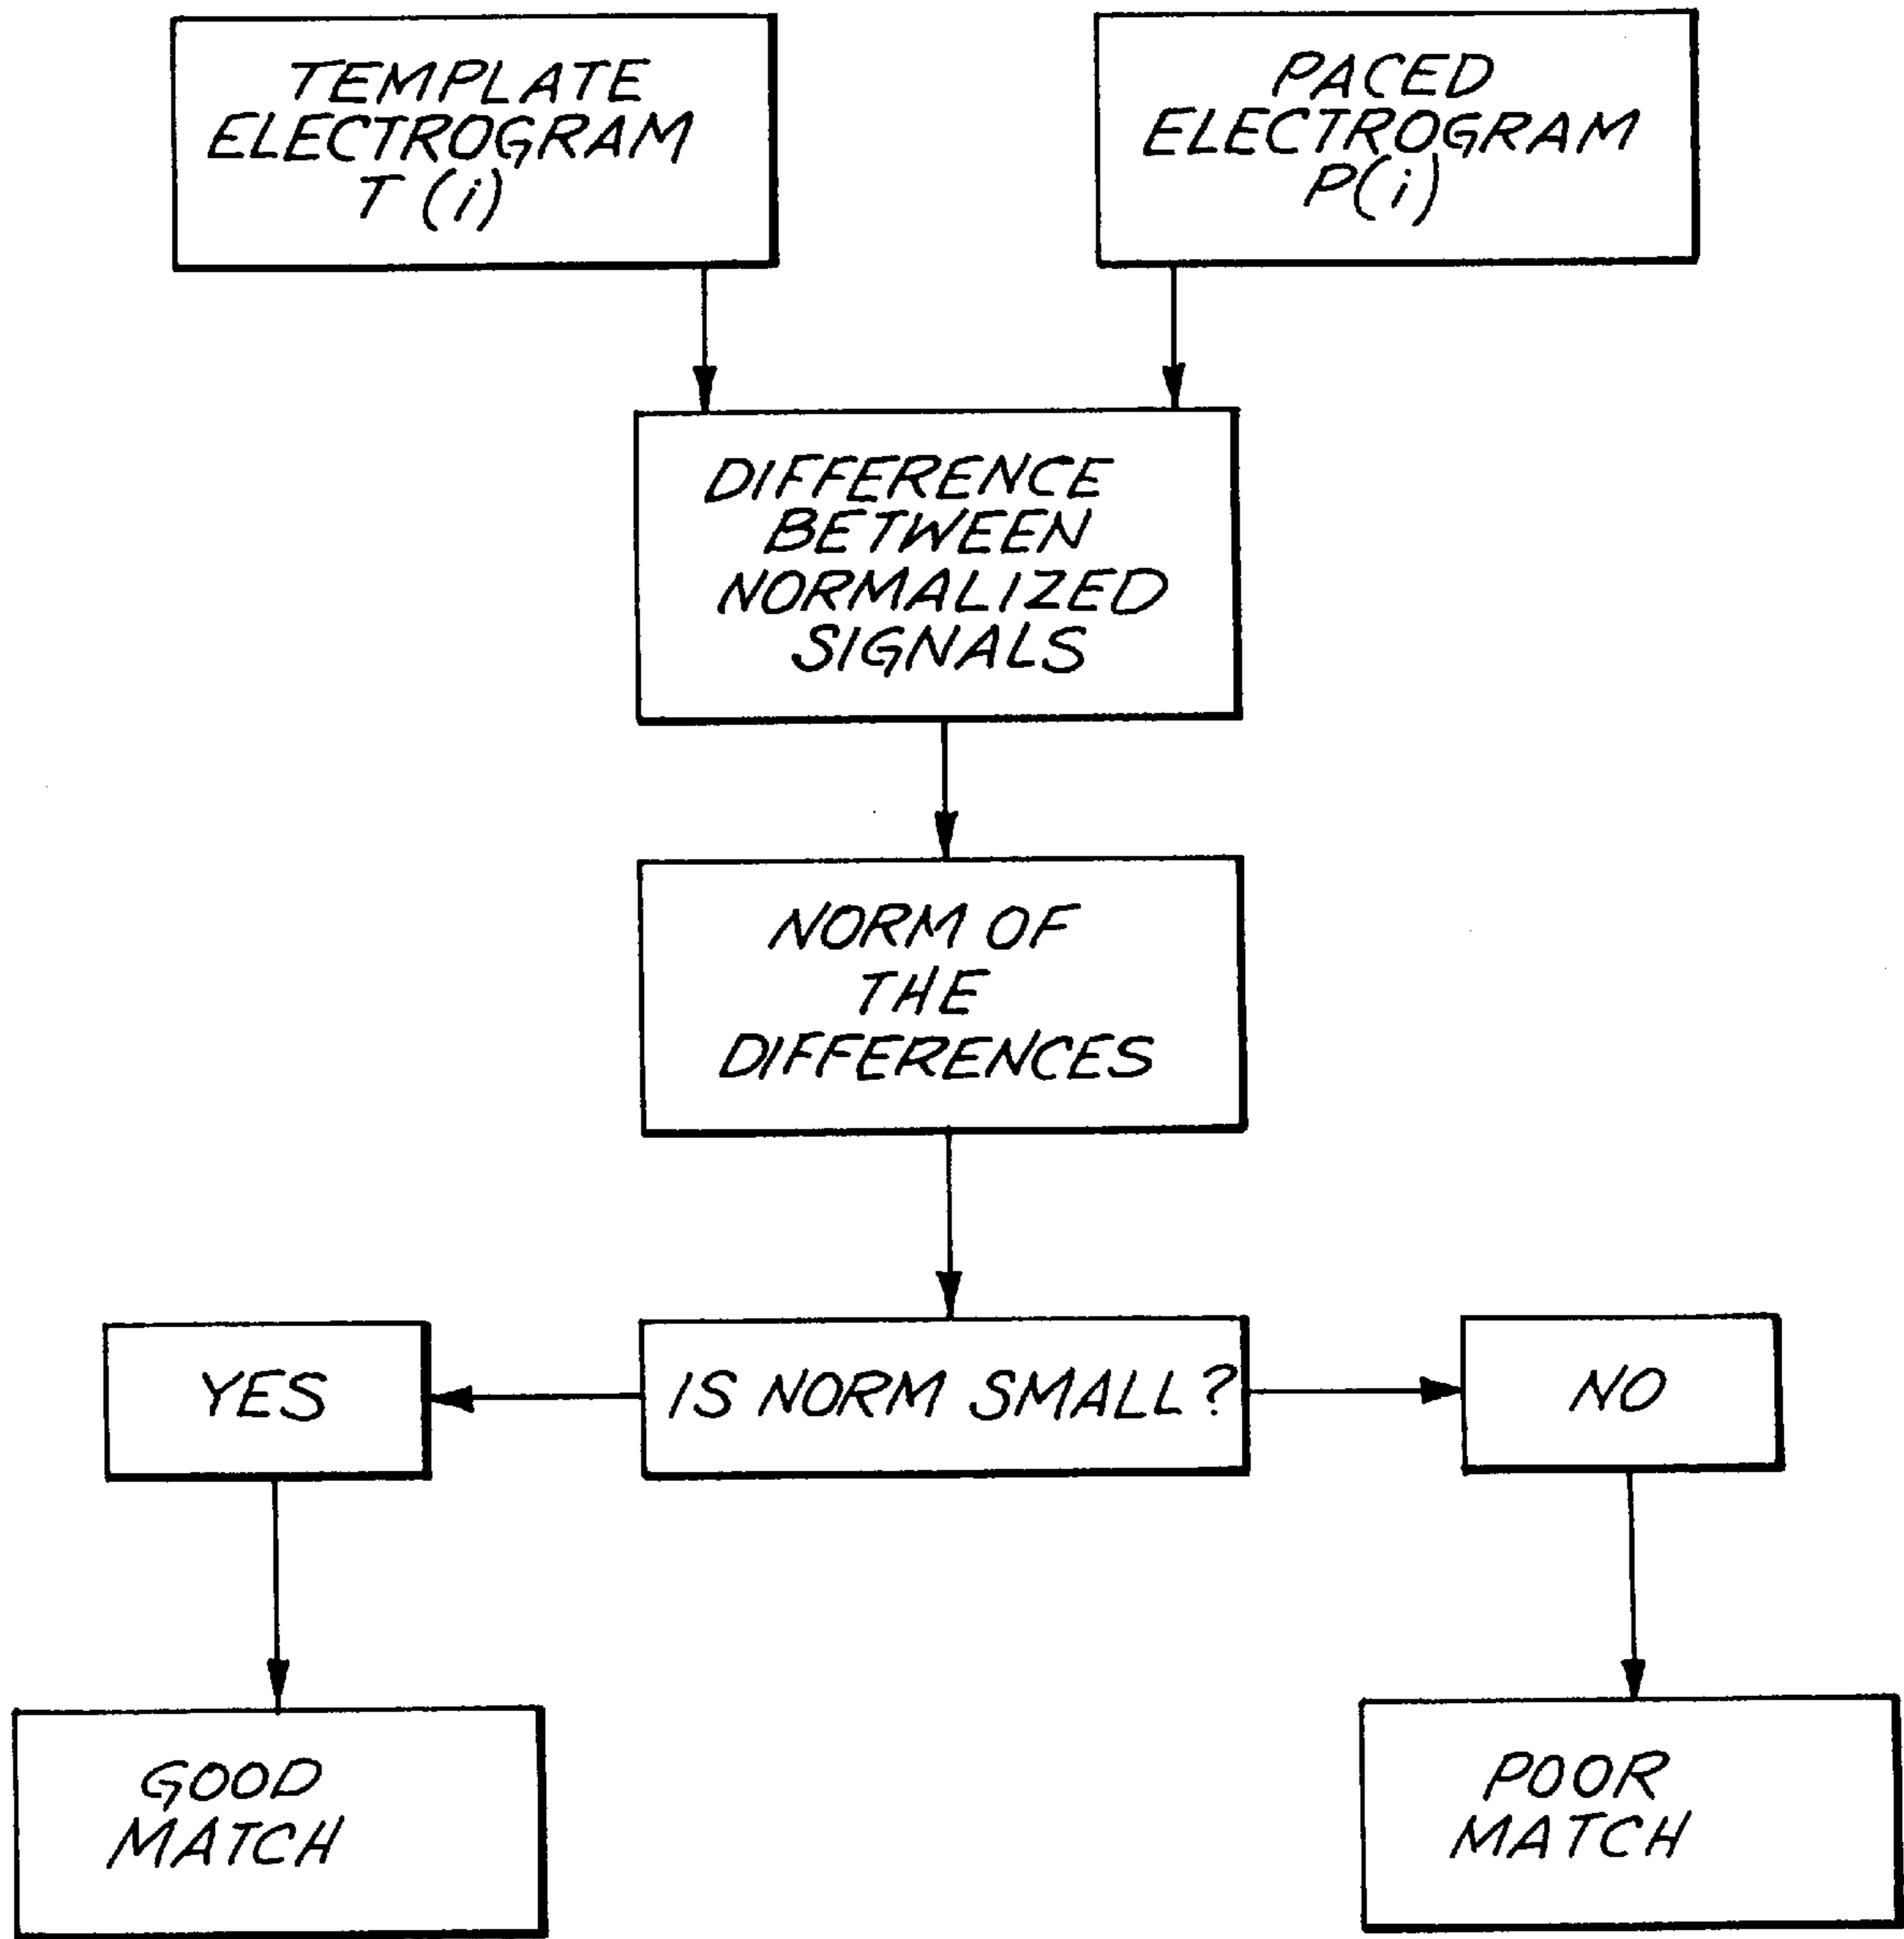 TEMPLATE
ELECTROGRAM
T (i)
PACED
ELECTROGRAM
P(i)
DIFFERENCE
BETWEEN
NORMALIZED
SIGNALS
NORM OF
THE
DIFFERENCES
YES
IS NORM SMALL?
NO
GOOD
MATCH
POOR
MATCH